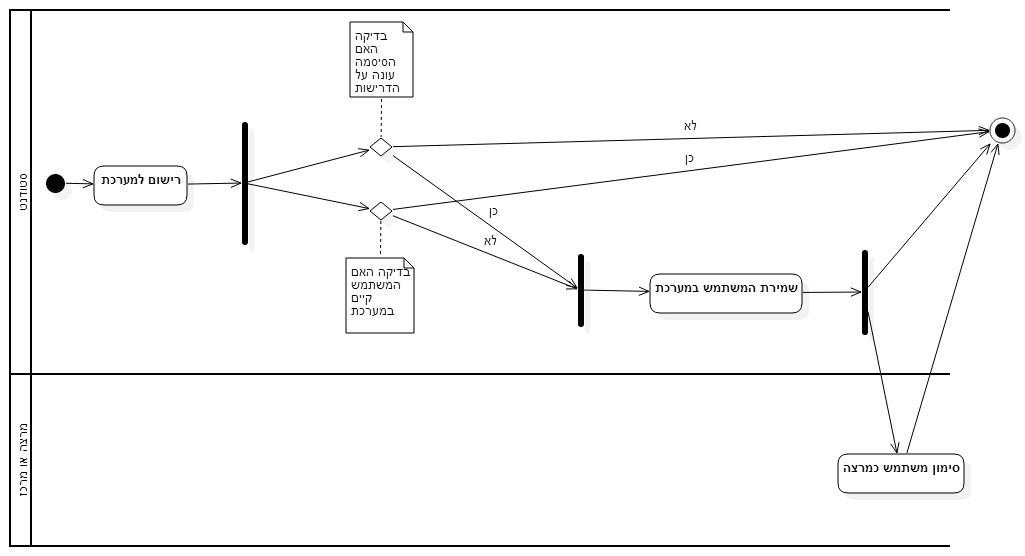 בדיקה
האם
הסיסמה
עונה על
הדרישות
לא
כן
רישום למערכת
סטודנט
כן
לא
בדיקה האם
המשתמש
קיים
במערכת
שמירת המשתמש במערכת
מרצה או מרכז
סימון משתמש כמרצה